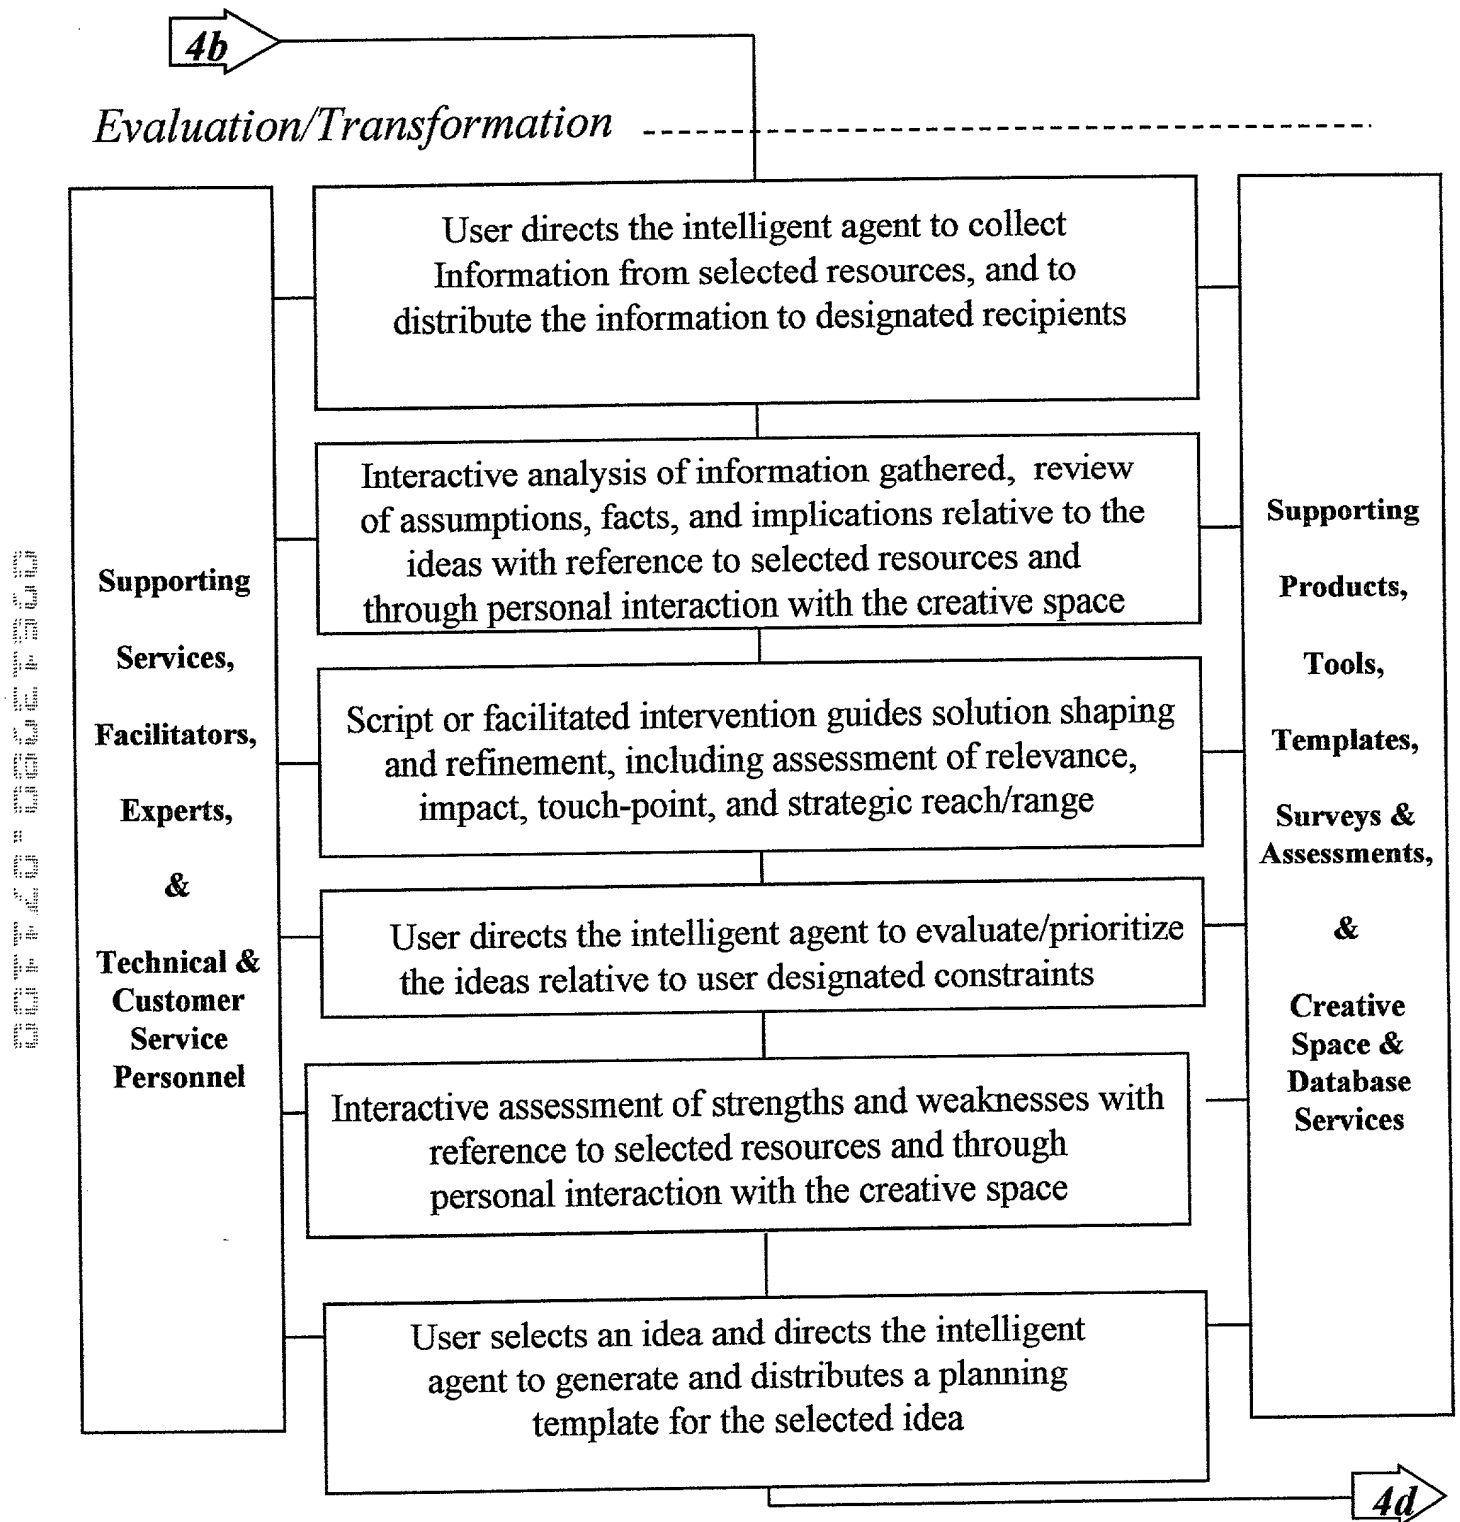 4b
Evaluation/Transformation
User directs the intelligent agent to collect
Information from selected resources, and to
distribute the information to designated recipients
Interactive analysis of information gathered, review
of assumptions, facts, and implications relative to the
ideas with reference to selected resources and
through personal interaction with the creative space
Script or facilitated intervention guides solution shaping
and refinement, including assessment of relevance,
impact, touch-point, and strategic reach/range
User directs the intelligent agent to evaluate/prioritize
the ideas relative to user designated constraints
Interactive assessment of strengths and weaknesses with
reference to selected resources and through
personal interaction with the creative space
User selects an idea and directs the intelligent
agent to generate and distributes a planning
template for the selected idea
Supporting
Services,
Facilitators,
Experts,
&
Technical &
Customer
Service
Personnel
Supporting
Products,
Tools,
Templates,
Surveys &
Assessments,
&
Creative
Space &
Database
Services
4d